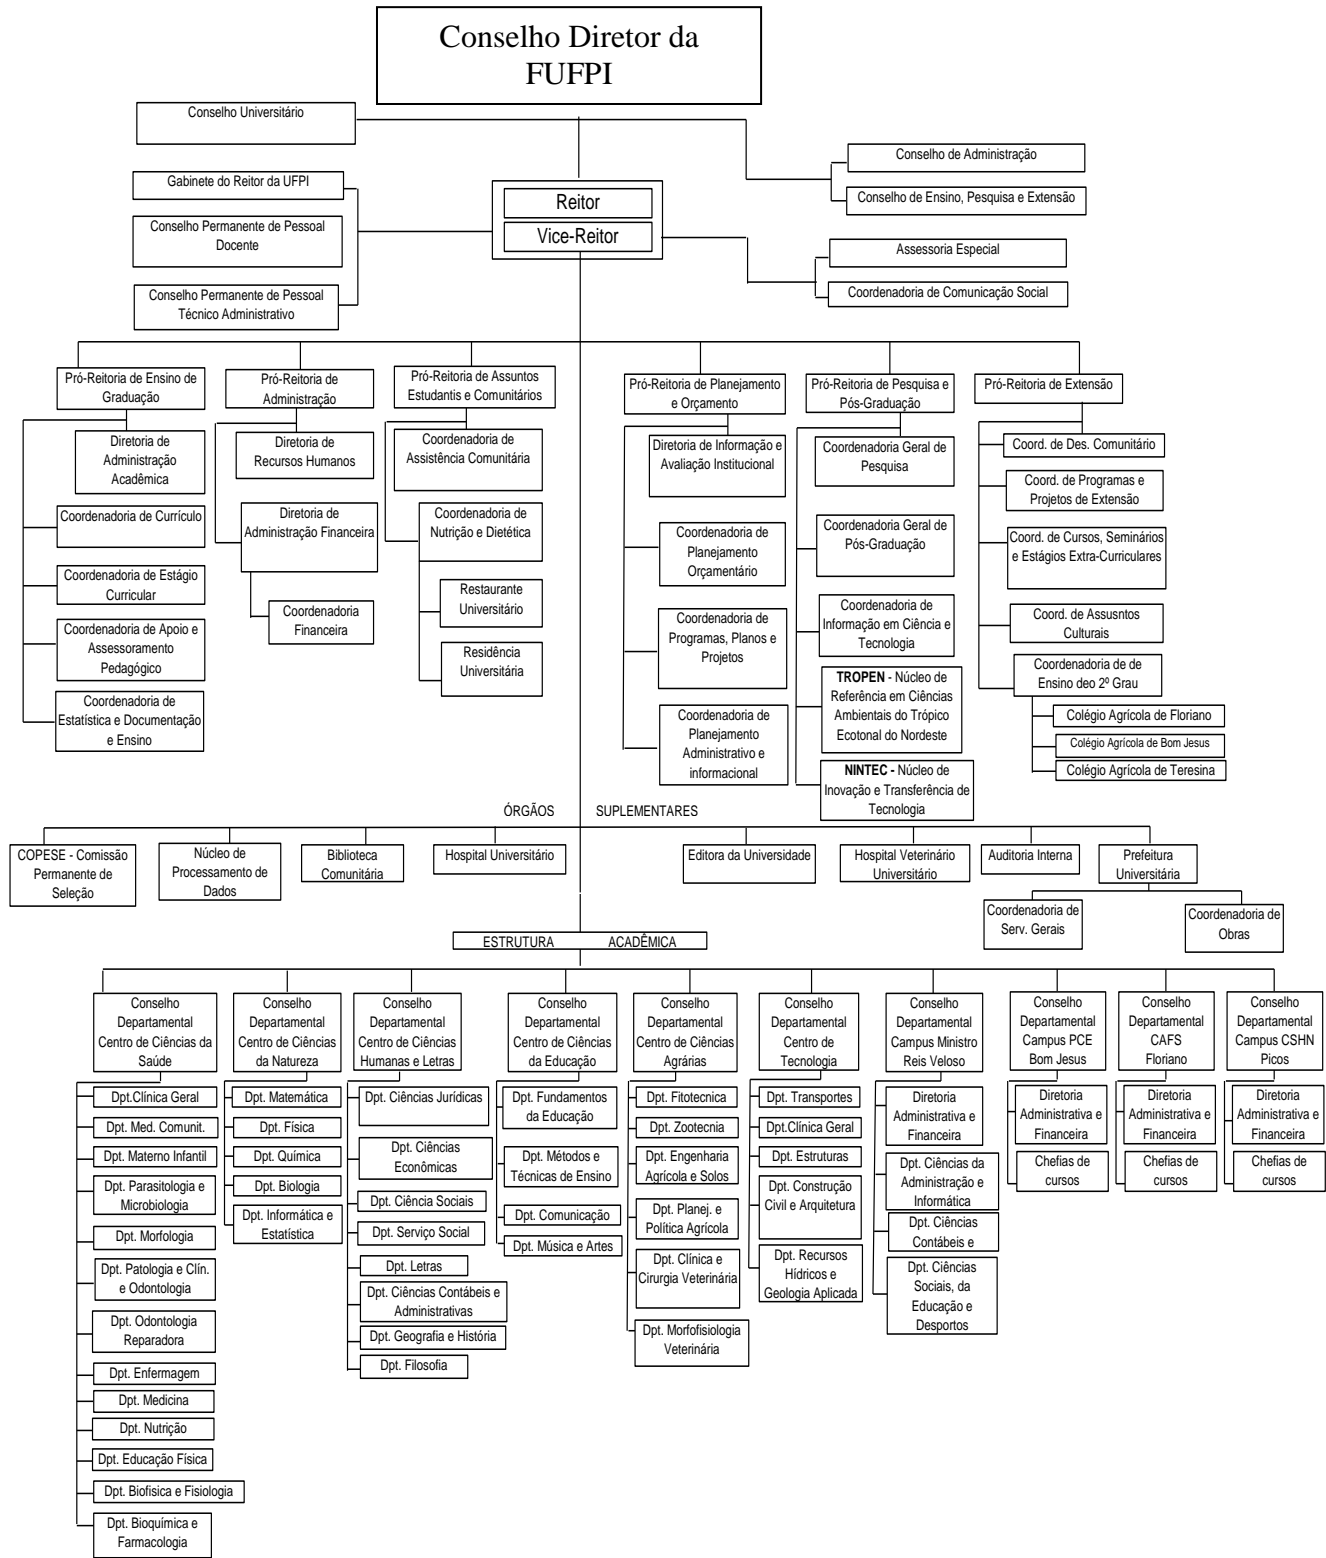 Conselho Diretor da
FUFPI
Conselho Universitário
Conselho de Administração
Conselho de Ensino, Pesquisa e Extensão
Gabinete do Reitor da UFPI
Conselho Permanente de Pessoal
Docente
Conselho Permanente de Pessoal
Técnico Administrativo
Reitor
Vice-Reitor
Assessoria Especial
Coordenadoria de Comunicação Social
Pró-Reitoria de Ensino de
Graduação
Diretoria de
Administração
Acadêmica
Coordenadoria de Currículo
Coordenadoria de Estágio
Curricular
Coordenadoria de Apoio e
Assessoramento
Pedagógico
Coordenadoria de
Estatística e Documentação
e Ensino
Pró-Reitoria de
Administração
Diretoria de
Recursos Humanos
Diretoria de
Administração Financeira
Coordenadoria
Financeira
Pró-Reitoria de Assuntos
Estudantis e Comunitários
Coordenadoria de
Assistência Comunitária
Coordenadoria de
Nutrição e Dietética
Restaurante
Universitário
Residência
Universitária
Pró-Reitoria de Planejamento
e Orçamento
Diretoria de Informação e
Avaliação Institucional
Coordenadoria de
Planejamento
Orçamentário
Coordenadoria de
Programas, Planos e
Projetos
Coordenadoria de
Planejamento
Administrativo e
informacional
Pró-Reitoria de Pesquisa e
Pós-Graduação
Coordenadoria Geral de
Pesquisa
Coordenadoria Geral de
Pós-Graduação
Coordenadoria de
Informação em Ciência e
Tecnologia
TROPEN - Núcleo de
Referência em Ciências
Ambientais do Trópico
Ecotonal do Nordeste
NINTEC - Núcleo de
Inovação e Transferência de
Tecnologia
Pró-Reitoria de Extensão
Coord. de Des. Comunitário
Coord. de Programas e
Projetos de Extensão
Coord. de Cursos, Seminários
e Estágios Extra-Curriculares
Coord. de Assusntos
Culturais
Coordenadoria de de
Ensino deo 2º Grau
Colégio Agrícola de Floriano
Colégio Agrícola de Bom Jesus
Colégio Agrícola de Teresina
ÓRGÃOS SUPLEMENTARES
COPESE - Comissão
Permanente de
Seleção
Núcleo de
Processamento de
Dados
Biblioteca
Comunitária
Hospital Universitário
Editora da Universidade
Hospital Veterinário
Universitário
Auditoria Interna
Prefeitura
Universitária
Coordenadoria de
Serv. Gerais
Coordenadoria de
Obras
ESTRUTURA ACADÊMICA
Conselho
Departamental
Centro de Ciências da
Saúde
Dpt.Clínica Geral
Dpt. Med. Comunit.
Dpt. Materno Infantil
Dpt. Parasitologia e
Microbiologia
Dpt. Morfologia
Dpt. Patologia e Clín.
e Odontologia
Dpt. Odontologia
Reparadora
Dpt. Enfermagem
Dpt. Medicina
Dpt. Nutrição
Dpt. Educação Física
Dpt. Biofisica e Fisiologia
Dpt. Bioquímica e
Farmacologia
Conselho
Departamental
Centro de Ciências
da Natureza
Dpt. Matemática
Dpt. Física
Dpt. Química
Dpt. Biologia
Dpt. Informática e
Estatística
Conselho
Departamental
Centro de Ciências
Humanas e Letras
Dpt. Ciências Jurídicas
Dpt. Ciências
Econômicas
Dpt. Ciência Sociais
Dpt. Serviço Social
Dpt. Letras
Dpt. Ciências Contábeis e
Administrativas
Dpt. Geografia e História
Dpt. Filosofia
Conselho
Departamental
Centro de Ciências
da Educação
Dpt. Fundamentos
da Educação
Dpt. Métodos e
Técnicas de Ensino
Dpt. Comunicação
Dpt. Música e Artes
Conselho
Departamental
Centro de Ciências
Agrárias
Dpt. Fitotecnica
Dpt. Zootecnia
Dpt. Engenharia
Agrícola e Solos
Dpt. Planej. e
Política Agrícola
Dpt. Clínica e
Cirurgia Veterinária
Dpt. Morfofisiologia
Veterinária
Conselho
Departamental
Centro de
Tecnologia
Dpt. Transportes
Dpt.Clínica Geral
Dpt. Estruturas
Dpt. Construção
Civil e Arquitetura
Dpt. Recursos
Hídricos e
Geologia Aplicada
Conselho
Departamental
Campus Ministro
Reis Veloso
Diretoria
Administrativa e
Financeira
Dpt. Ciências da
Administração e
Informática
Dpt. Ciências
Contábeis e
Dpt. Ciências
Sociais, da
Educação e
Desportos
Conselho
Departamental
Campus PCE
Bom Jesus
Diretoria
Administrativa e
Financeira
Chefias de
cursos
Conselho
Departamental
CAFS
Floriano
Diretoria
Administrativa e
Financeira
Chefias de
cursos
Conselho
Departamental
Campus CSHN
Picos
Diretoria
Administrativa e
Financeira
Chefias de
cursos